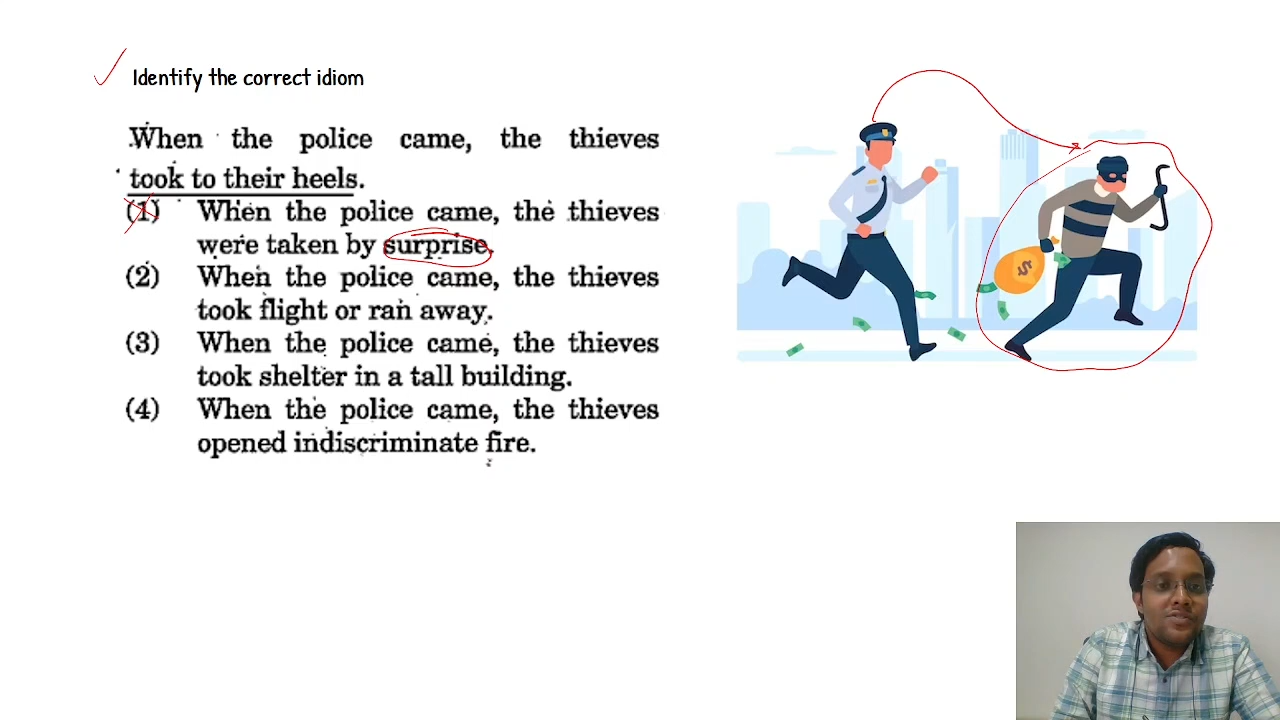 Identify the correct idiom
When the police came, the thieves
took to their heels.
(1) When the police came, the thieves
were taken by surprise.
(2) When the police came, the thieves
took flight or ran away.
(3) When the police came, the thieves
took shelter in a tall building.
(4) When the police came, the thieves
opened indiscriminate fire.
$